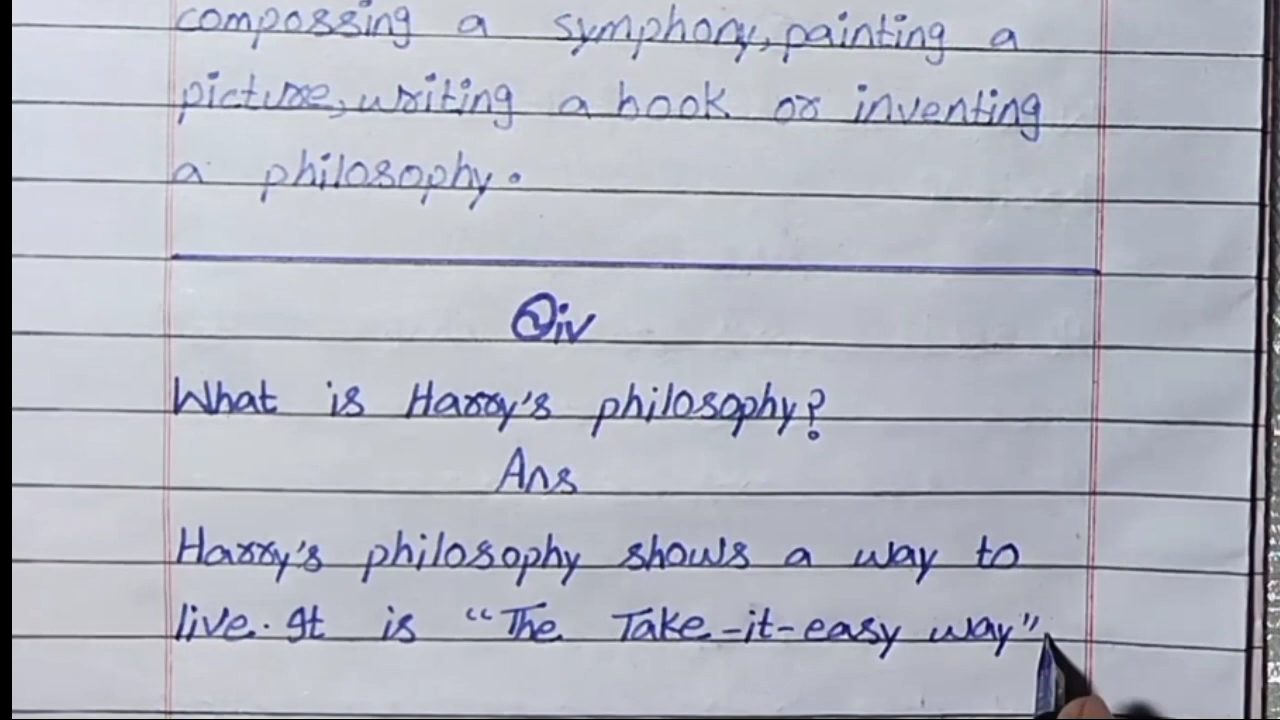 compossing a symphony, painting a
picture, writing a book or inventing
a philosophy.
Qiv
What is Harry's philosophy?
Ans
Harry's philosophy shows a way to
live. It is "The Take-it-easy way"